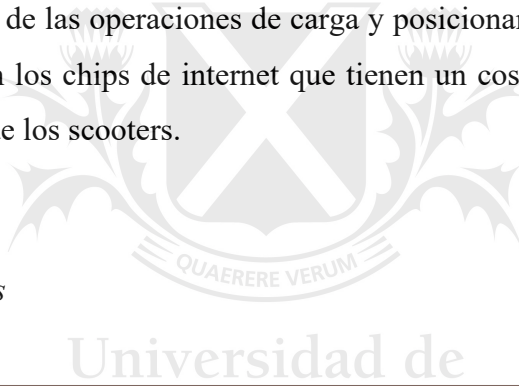 de las operaciones de carga y posicionar
los chips de internet que tienen un cos
de los scooters.
QUAERERE VERUM
Universidad de